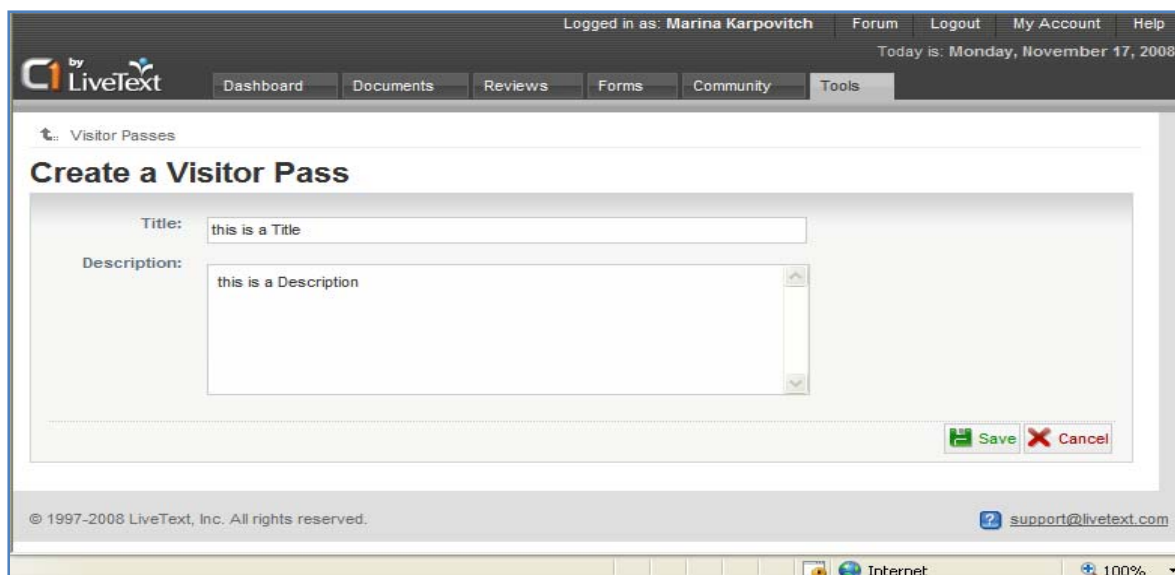 Logged in as: Marina Karpovitch Forum Logout My Account Help
Today is: Monday, November 17, 2008
C1 by LiveText
Dashboard Documents Reviews Forms Community Tools
Visitor Passes
Create a Visitor Pass
Title: this is a Title
Description: this is a Description
Save Cancel
© 1997-2008 LiveText, Inc. All rights reserved. ? support@livetext.com
Internet 100%